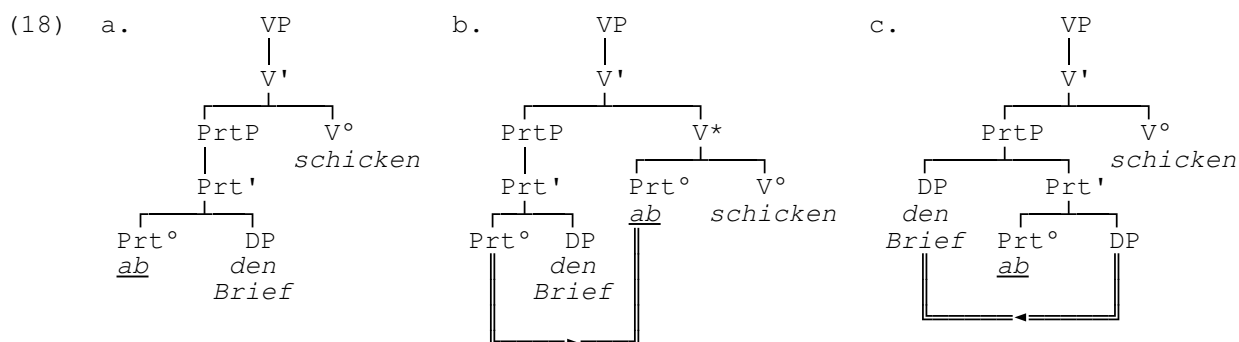 (18) a. VP b. VP c. VP
V' V' V'
PrtP V° PrtP V* PrtP V°
schicken schicken
Prt' Prt' Prt° V° DP Prt'
ab schicken den
Prt° DP Prt° DP Brief Prt° DP
ab den den ab
Brief Brief